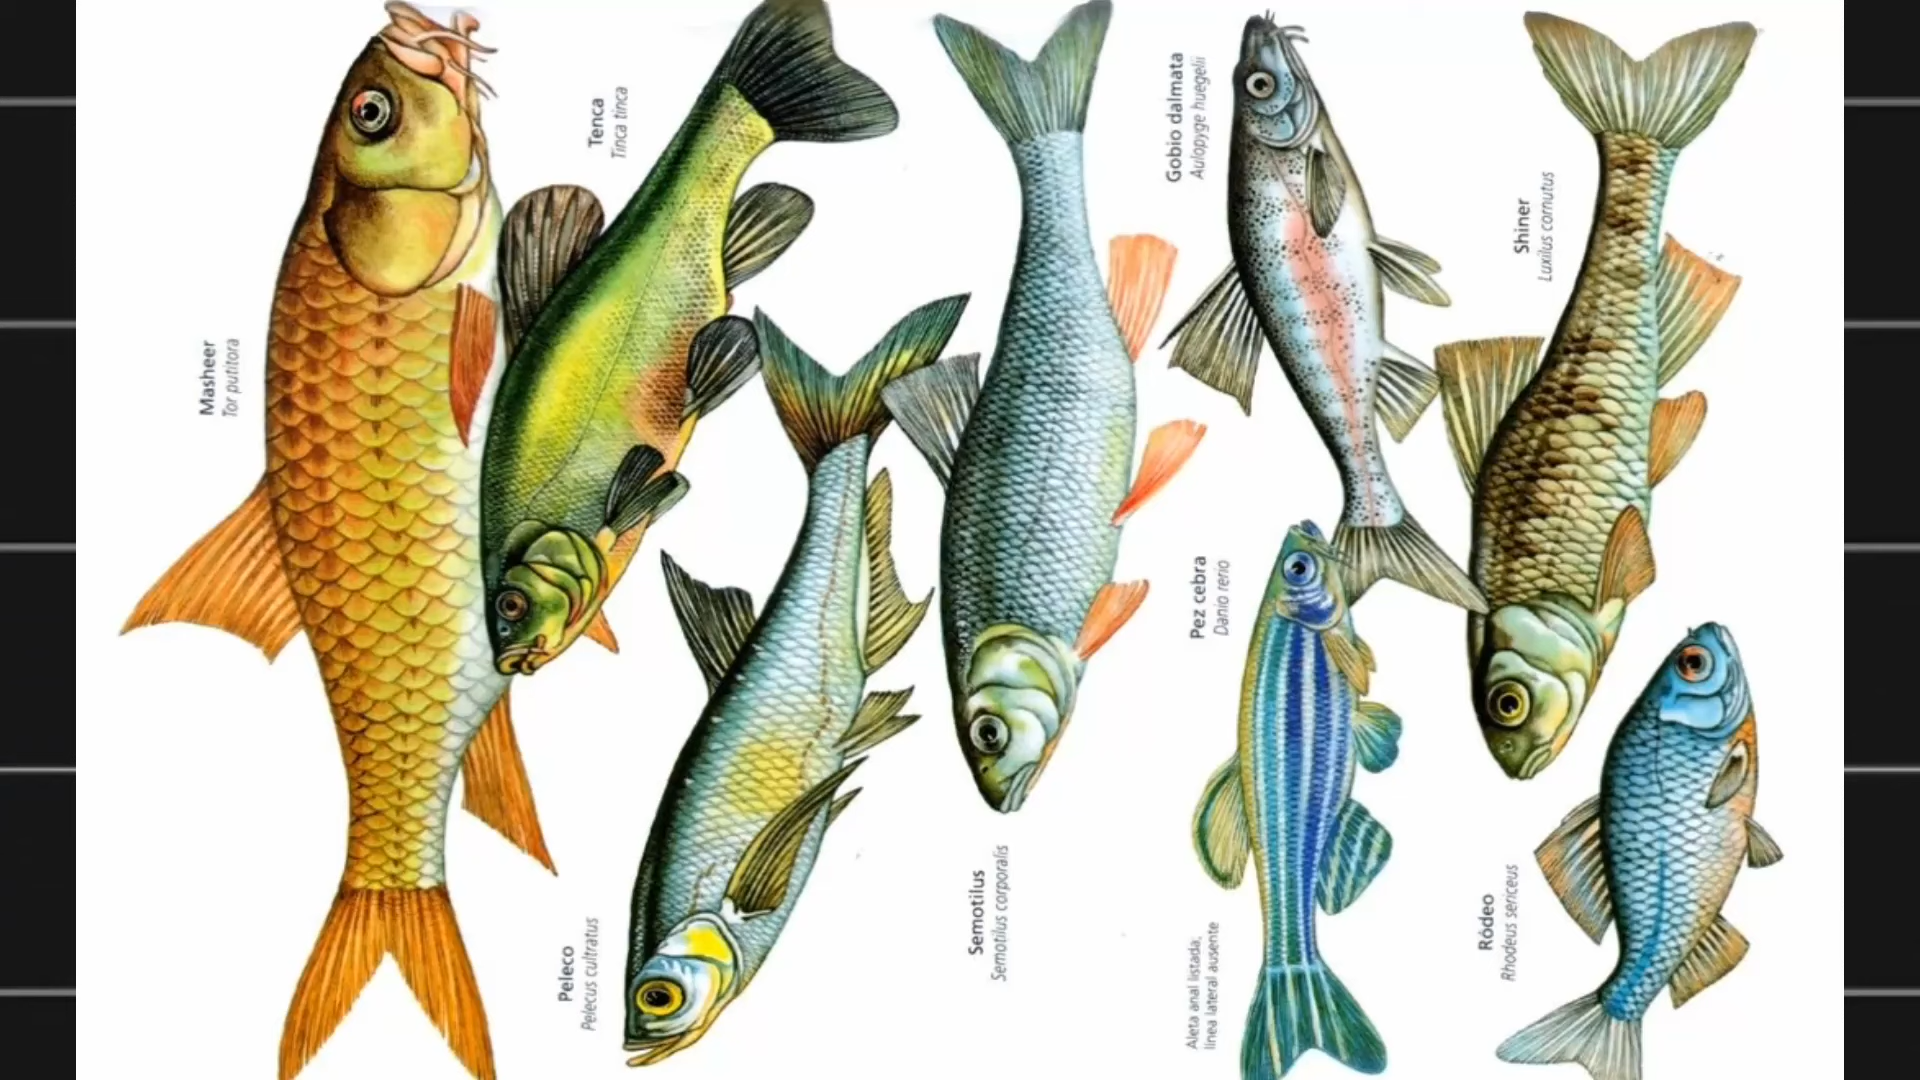 Masheer
Tor putitora
Tenca
Tinca tinca
Peleco
Pelecus cultratus
Semotilus
Semotilus corporalis
Gobio dalmata
Aulopyge huegelii
Pez cebra
Danio rerio
Aleta anal listada;
línea lateral ausente
Shiner
Luxilus cornutus
Ródeo
Rhodeus sericeus